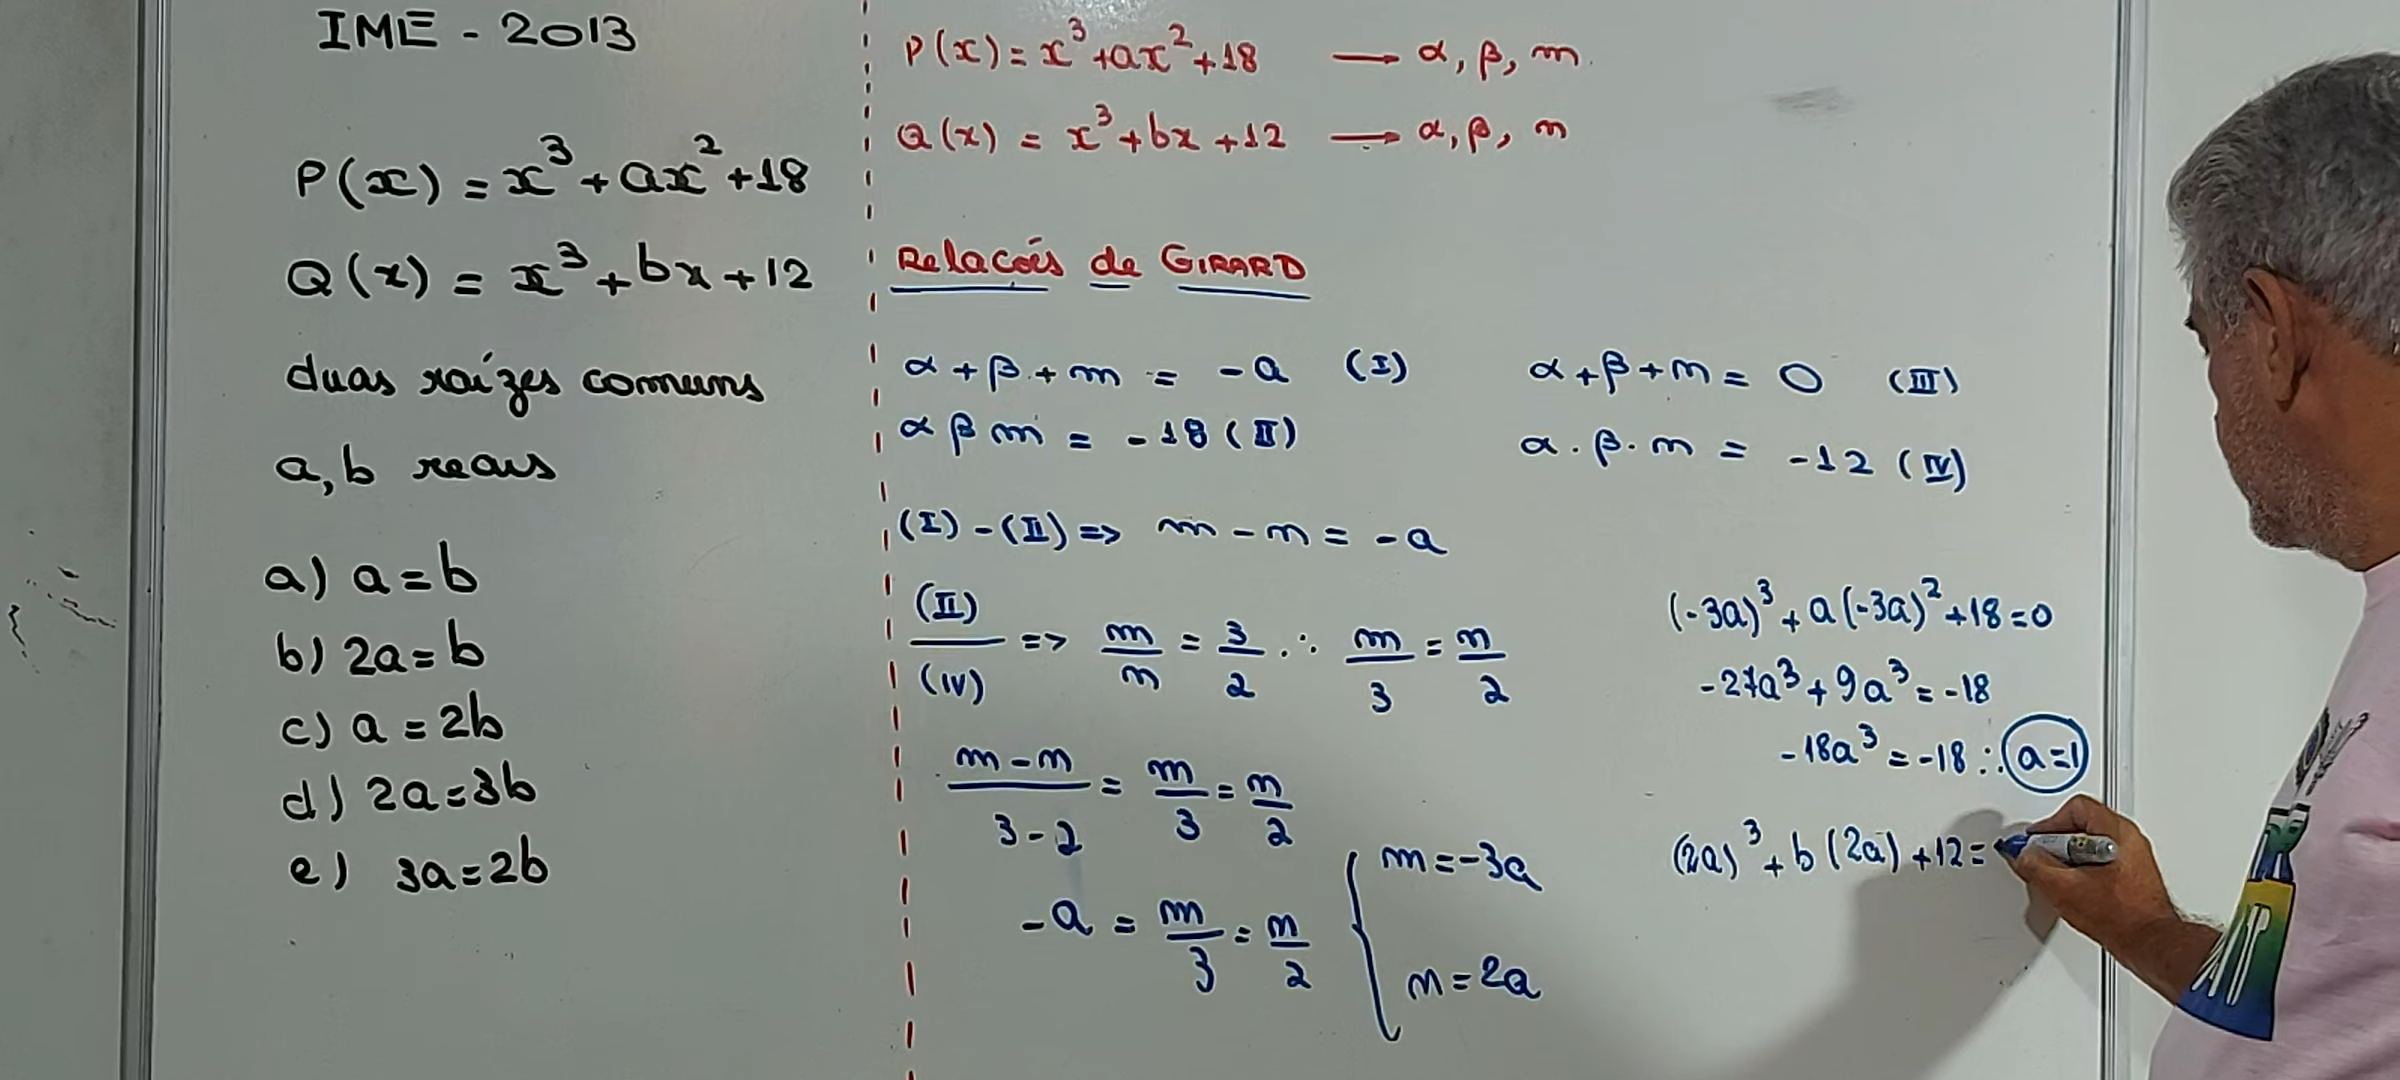 IME - 2013
P(x) = x³ + ax² + 18
Q(x) = x³ + bx + 12
duas raízes comuns
a, b reais
a) a = b
b) 2a = b
c) a = 2b
d) 2a = 3b
e) 3a = 2b
P(x) = x³ + ax² + 18 — α, β, m
Q(x) = x³ + bx + 12 — α, β, n
Relacões de GIRARD
α + β + m = -a (I)
α β m = -18 (II)
α + β + n = 0 (III)
α . β . n = -12 (IV)
(I) - (II) => m - n = -a
(II)/(IV) => m/n = 3/2 ∴ m/3 = n/2
m - n/3 - 2 = m/3 = n/2
-a = m/3 = n/2
m = -3a
n = 2a
(-3a)³ + a(-3a)² + 18 = 0
-27a³ + 9a³ = -18
-18a³ = -18 ∴ a = 1
(2a)³ + b(2a) + 12 =